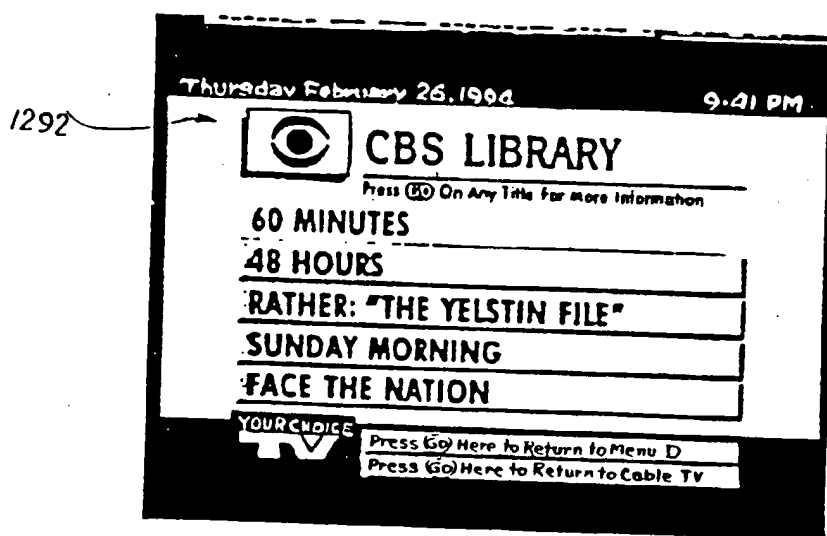 Thursday February 26, 1994 9:41 PM
1292
CBS LIBRARY
Press GO On Any Title for more Information
60 MINUTES
48 HOURS
RATHER: "THE YELSTIN FILE"
SUNDAY MORNING
FACE THE NATION
YOUR CHOICE
TV
Press Go Here to Return to Menu D
Press Go Here to Return to Cable TV